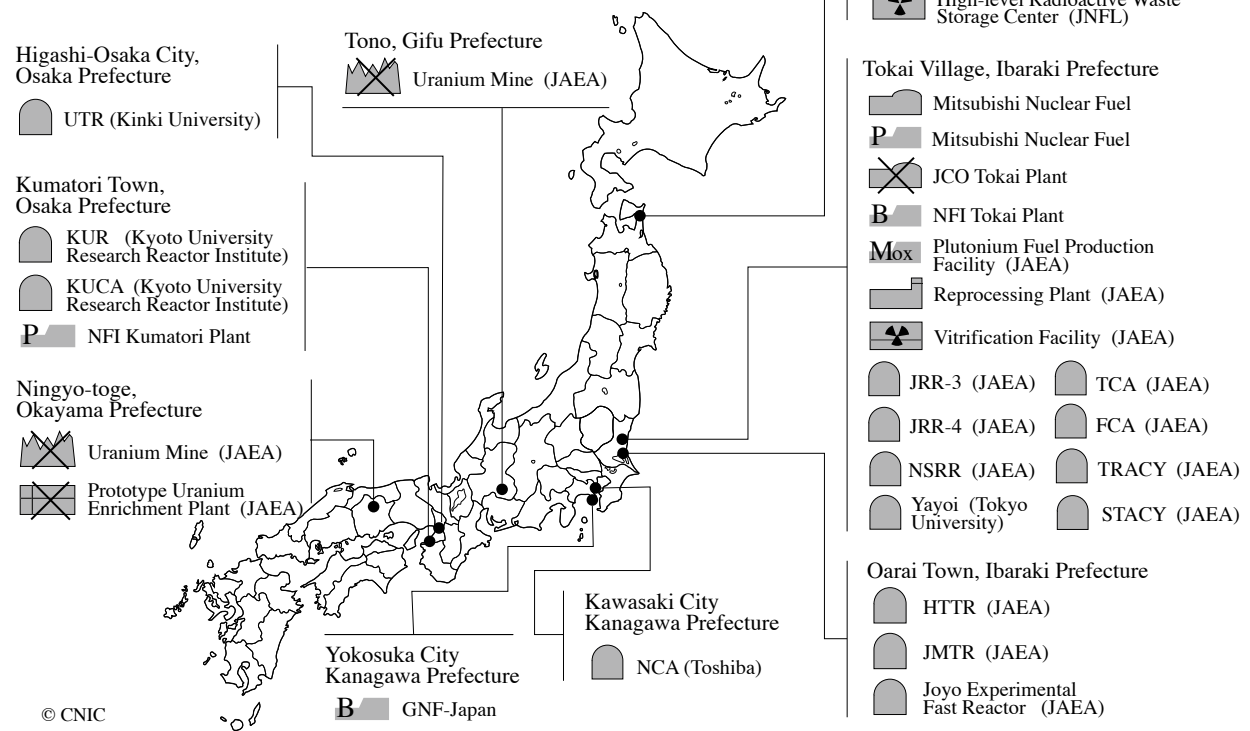 High-level Radioactive Waste
Storage Center (JNFL)
Higashi-Osaka City,
Osaka Prefecture
UTR (Kinki University)
Tono, Gifu Prefecture
Uranium Mine (JAEA)
Kumatori Town,
Osaka Prefecture
KUR (Kyoto University
Research Reactor Institute)
KUCA (Kyoto University
Research Reactor Institute)
P NFI Kumatori Plant
Ningyo-toge,
Okayama Prefecture
Uranium Mine (JAEA)
Prototype Uranium
Enrichment Plant (JAEA)
Tokai Village, Ibaraki Prefecture
Mitsubishi Nuclear Fuel
P Mitsubishi Nuclear Fuel
JCO Tokai Plant
B NFI Tokai Plant
Mox Plutonium Fuel Production
Facility (JAEA)
Reprocessing Plant (JAEA)
Vitrification Facility (JAEA)
JRR-3 (JAEA) TCA (JAEA)
JRR-4 (JAEA) FCA (JAEA)
NSRR (JAEA) TRACY (JAEA)
Yayoi (Tokyo
University) STACY (JAEA)
Oarai Town, Ibaraki Prefecture
HTTR (JAEA)
JMTR (JAEA)
Joyo Experimental
Fast Reactor (JAEA)
Kawasaki City
Kanagawa Prefecture
NCA (Toshiba)
Yokosuka City
Kanagawa Prefecture
B GNF-Japan
© CNIC